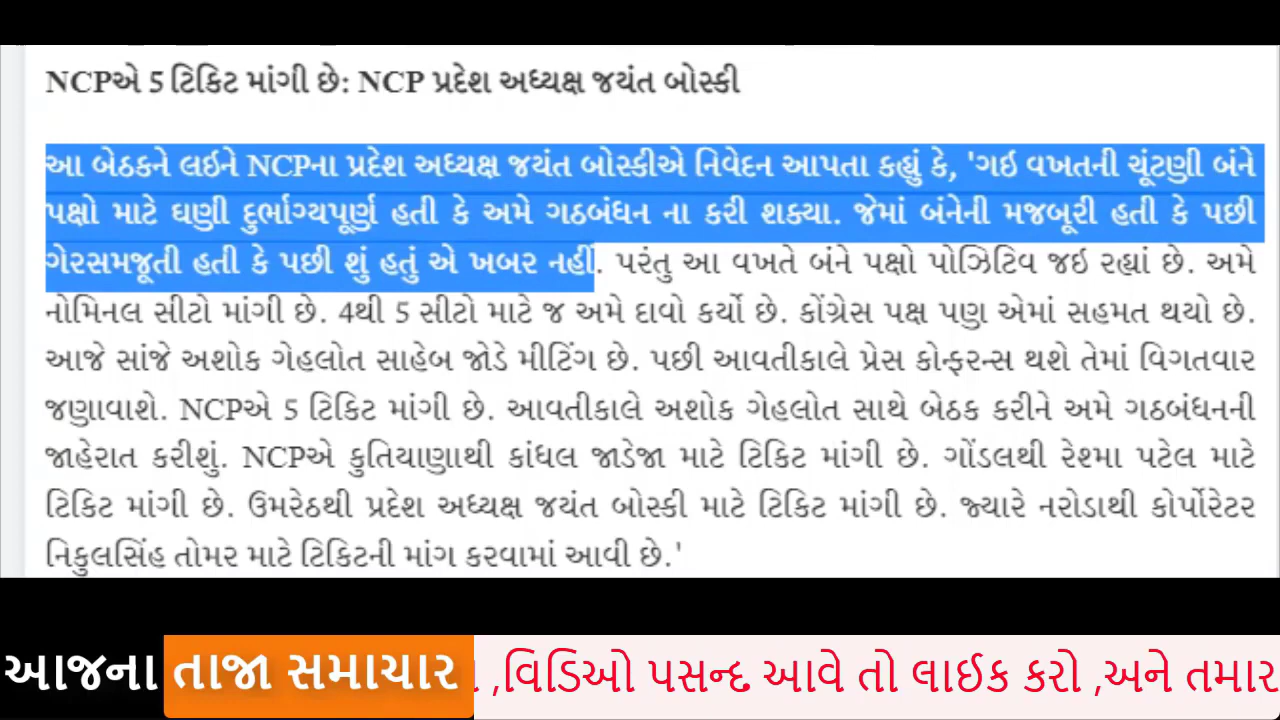 NCPએ 5 ટિકિટ માંગી છે: NCP પ્રદેશ અધ્યક્ષ જયંત બોસ્કી
આ બેઠકને લઇને NCPના પ્રદેશ અધ્યક્ષ જયંત બોસ્કીએ નિવેદન આપતા કહ્યું કે, 'ગઇ વખતની ચૂંટણી બંને
પક્ષો માટે ઘણી દુર્ભાગ્યપૂર્ણ હતી કે અમે ગઠબંધન ના કરી શક્યા. જેમાં બંનેની મજબૂરી હતી કે પછી
ગેરસમજૂતી હતી કે પછી શું હતું એ ખબર નહીં. પરંતુ આ વખતે બંને પક્ષો પોઝિટિવ જઇ રહ્યાં છે. અમે
નોમિનલ સીટો માંગી છે. 4થી 5 સીટો માટે જ અમે દાવો કર્યો છે. કોંગ્રેસ પક્ષ પણ એમાં સહમત થયો છે.
આજે સાંજે અશોક ગેહલોત સાહેબ જોડે મીટિંગ છે. પછી આવતીકાલે પ્રેસ કોન્ફરન્સ થશે તેમાં વિગતવાર
જણાવાશે. NCPએ 5 ટિકિટ માંગી છે. આવતીકાલે અશોક ગેહલોત સાથે બેઠક કરીને અમે ગઠબંધનની
જાહેરાત કરીશું. NCPએ કુતિયાણાથી કાંધલ જાડેજા માટે ટિકિટ માંગી છે. ગોંડલથી રેશ્મા પટેલ માટે
ટિકિટ માંગી છે. ઉમરેઠથી પ્રદેશ અધ્યક્ષ જયંત બોસ્કી માટે ટિકિટ માંગી છે. જ્યારે નરોડાથી કોર્પોરેટર
નિકુલસિંહ તોમર માટે ટિકિટની માંગ કરવામાં આવી છે.'
આજના તાજા સમાચાર ,વિડિઓ પસન્દ આવે તો લાઈક કરો ,અને તમાર